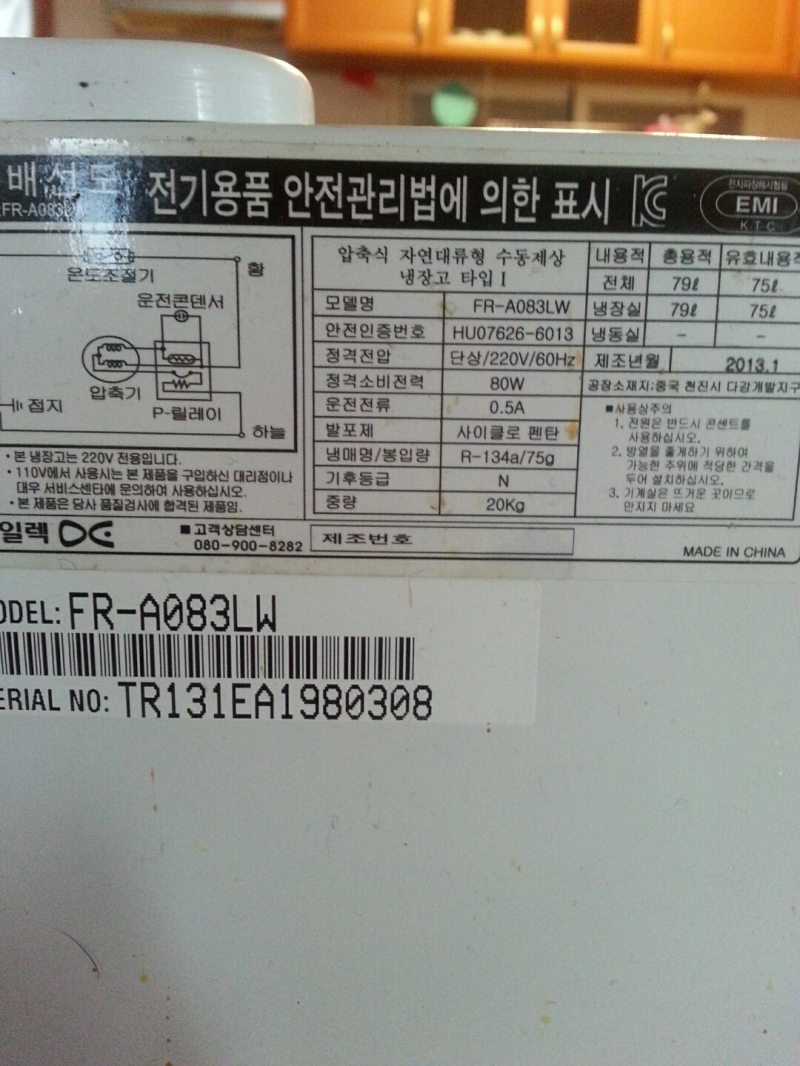 배선도 전기용품 안전관리법에 의한 표시
FR-A083LW
EMI
KTC
온도조절기
황
운전콘덴서
압축기
P-릴레이
접지
하늘
• 본 냉장고는 220V 전용입니다.
• 110V에서 사용시는 본 제품을 구입하신 대리점이나
대우 서비스센타에 문의하여 사용하십시오.
• 본 제품은 당사 품질검사에 합격된 제품임.
압축식 자연대류형 수동제상
냉장고 타입 I
모델명 FR-A083LW
안전인증번호 HU07626-6013
정격전압 단상/220V/60Hz
정격소비전력 80W
운전전류 0.5A
발포제 사이클로 펜탄
냉매명/봉입량 R-134a/75g
기후등급 N
중량 20Kg
내용적 총용적 유효내용적
전체 79ℓ 75ℓ
냉장실 79ℓ 75ℓ
냉동실 - -
제조년월 2013.1
공장소재지:중국 천진시 다강개발지구
■사용상주의
1. 전원은 반드시 콘센트를
사용하십시오.
2. 방열을 좋게하기 위하여
가능한 주위에 적당한 간격을
두어 설치하십시오.
3. 기계실은 뜨거운 곳이므로
만지지 마세요
일렉
■고객상담센터
080-900-8282
제조번호
MADE IN CHINA
ODEL: FR-A083LW
ERIAL NO: TR131EA1980308